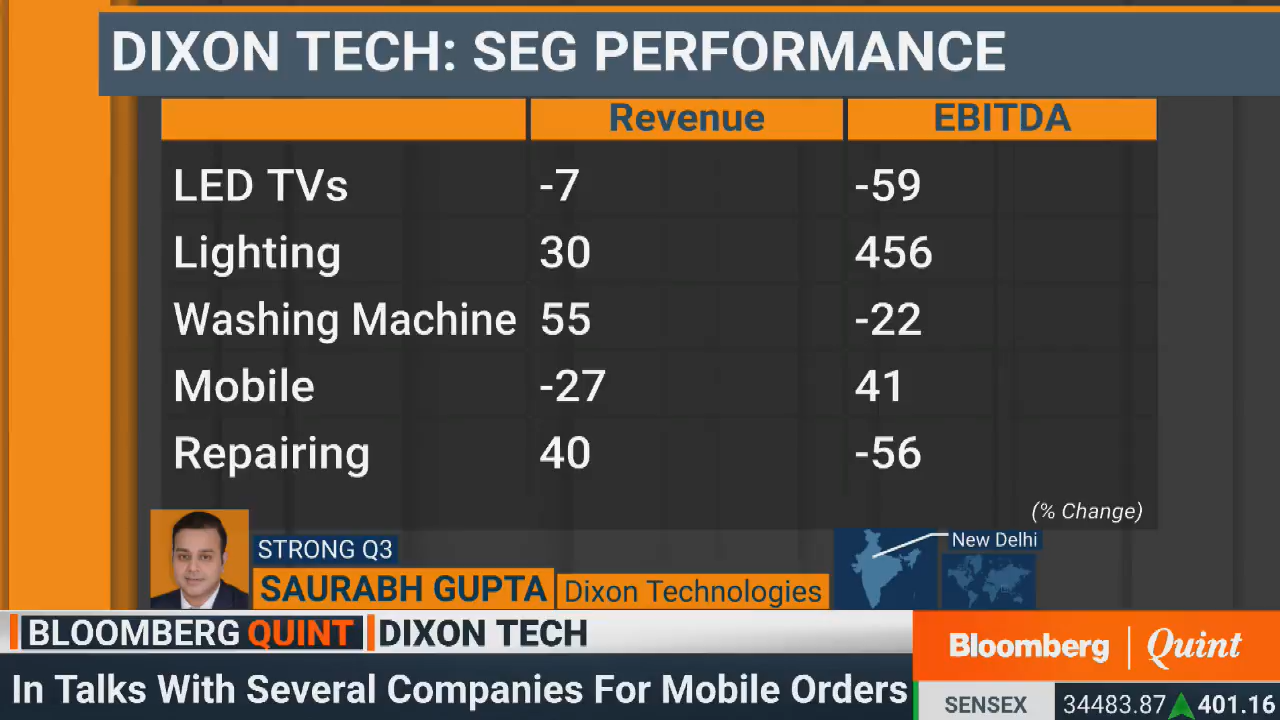 DIXON TECH: SEG PERFORMANCE
Revenue EBITDA
LED TVs -7 -59
Lighting 30 456
Washing Machine 55 -22
Mobile -27 41
Repairing 40 -56
(% Change)
STRONG Q3
New Delhi
SAURABH GUPTA Dixon Technologies
BLOOMBERG QUINT DIXON TECH
Bloomberg Quint
In Talks With Several Companies For Mobile Orders
SENSEX 34483.87 401.16